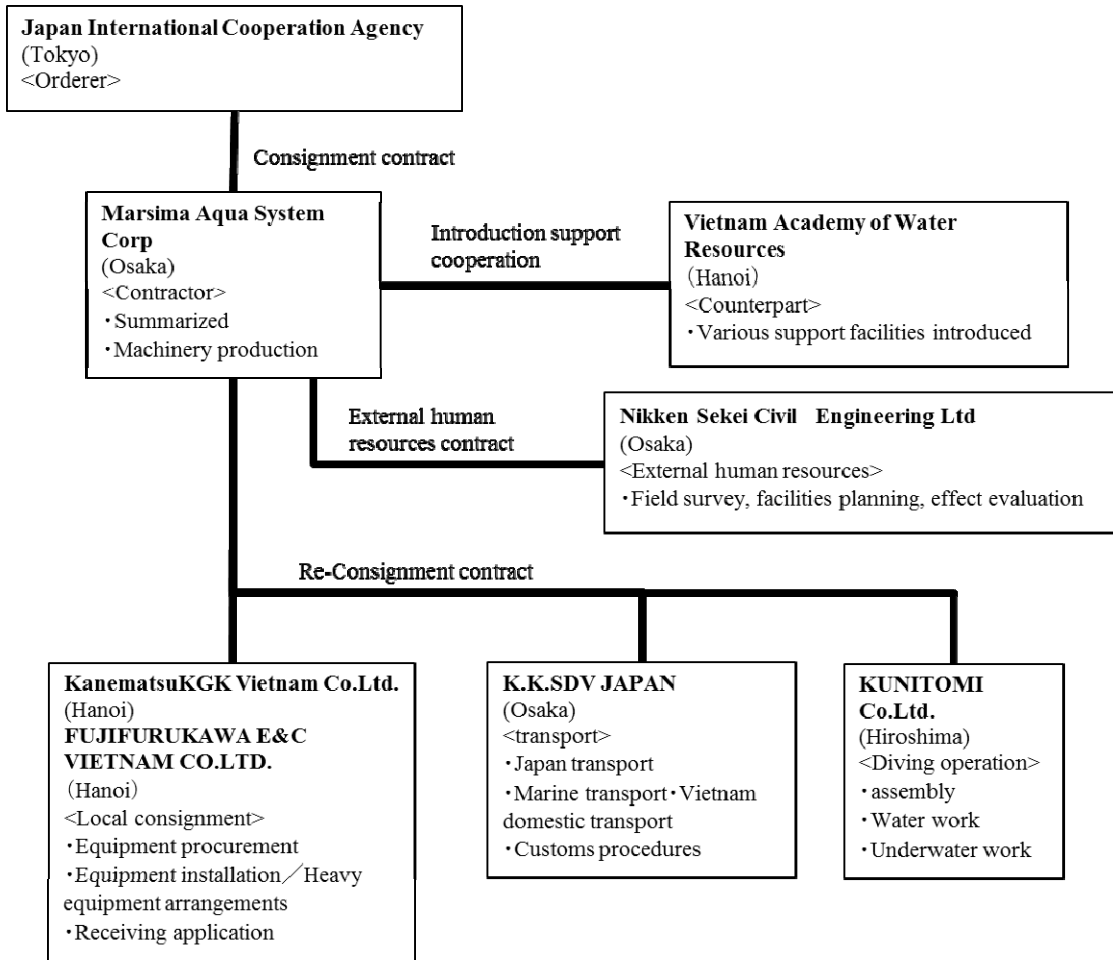 Japan International Cooperation Agency
(Tokyo)
<Orderer>
Consignment contract
Marsima Aqua System
Corp
(Osaka)
<Contractor>
・Summarized
・Machinery production
Introduction support
cooperation
Vietnam Academy of Water
Resources
(Hanoi)
<Counterpart>
・Various support facilities introduced
External human
resources contract
Nikken Sekei Civil Engineering Ltd
(Osaka)
<External human resources>
・Field survey, facilities planning, effect evaluation
Re-Consignment contract
KanematsuKGK Vietnam Co.Ltd.
(Hanoi)
FUJIFURUKAWA E&C
VIETNAM CO.LTD.
(Hanoi)
<Local consignment>
・Equipment procurement
・Equipment installation／Heavy
equipment arrangements
・Receiving application
K.K.SDV JAPAN
(Osaka)
<transport>
・Japan transport
・Marine transport・Vietnam
domestic transport
・Customs procedures
KUNITOMI
Co.Ltd.
(Hiroshima)
<Diving operation>
・assembly
・Water work
・Underwater work